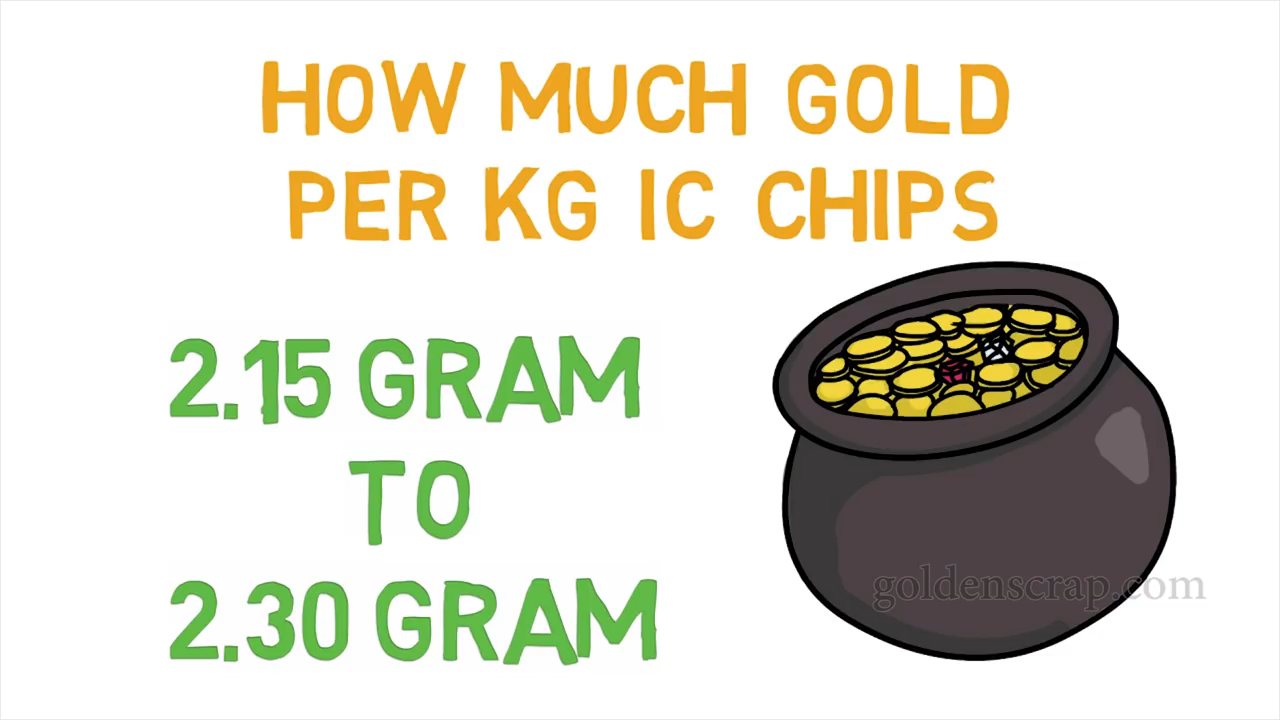 HOW MUCH GOLD
PER KG IC CHIPS
2.15 GRAM
TO
2.30 GRAM
goldenscrap.com